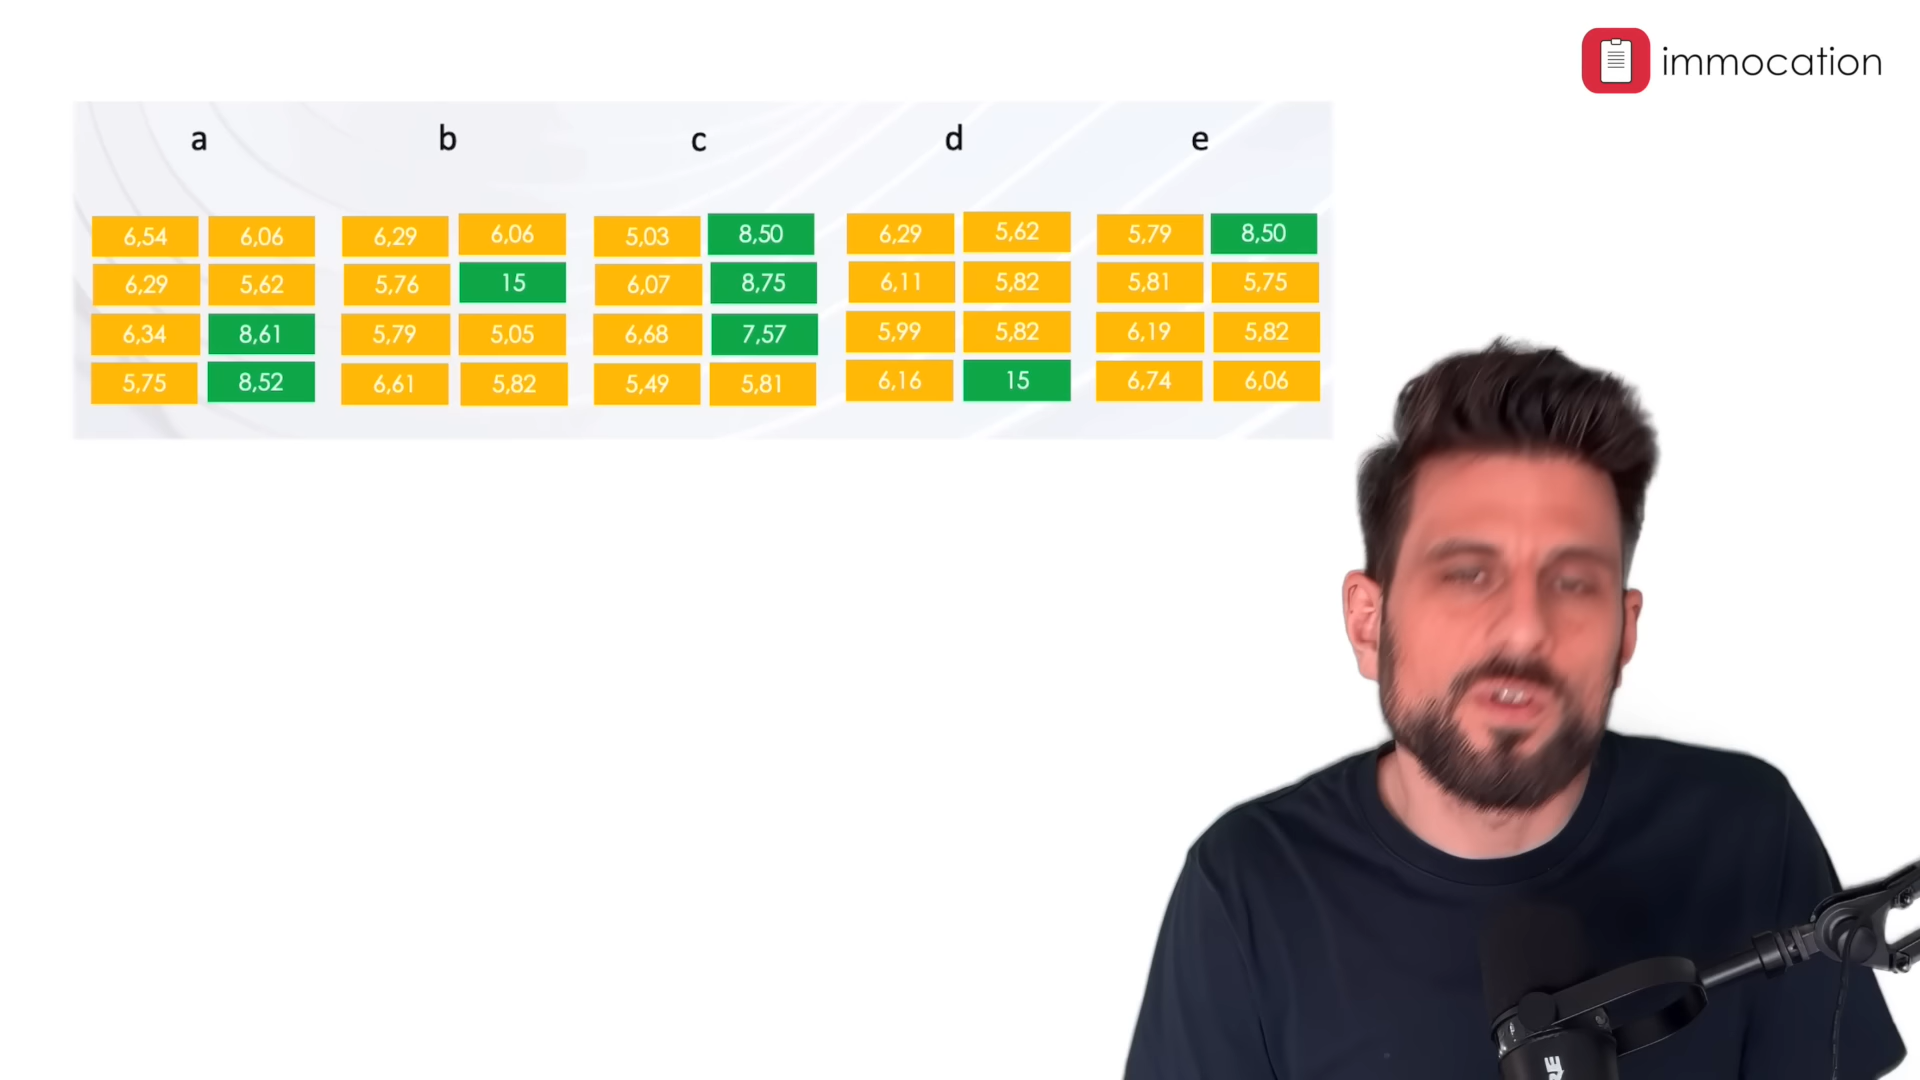 immocation
a b c d e
6,54 6,06 6,29 6,06 5,03 8,50 6,29 5,62 5,79 8,50
6,29 5,62 5,76 15 6,07 8,75 6,11 5,82 5,81 5,75
6,34 8,61 5,79 5,05 6,68 7,57 5,99 5,82 6,19 5,82
5,75 8,52 6,61 5,82 5,49 5,81 6,16 15 6,74 6,06